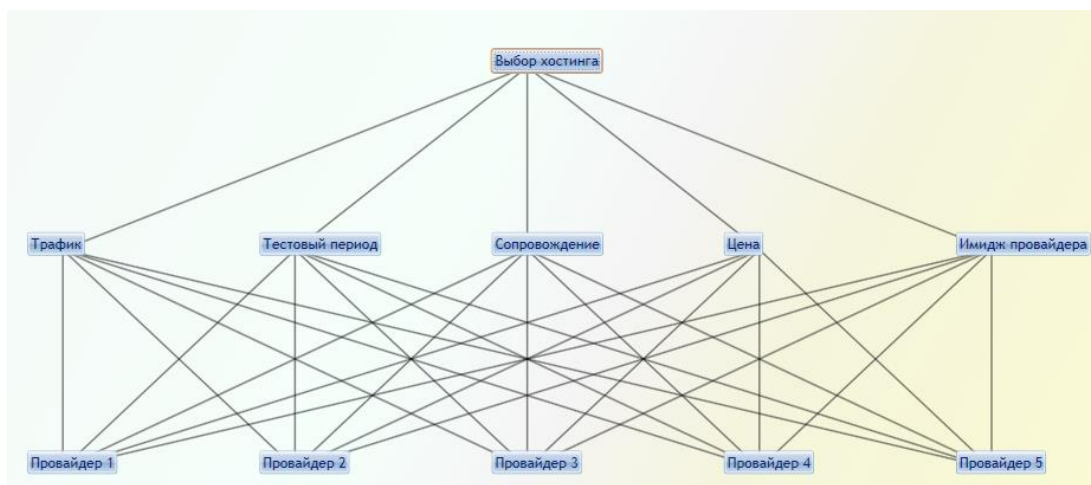 Выбор хостинга
Трафик Тестовый период Сопровождение Цена Имидж провайдера
Провайдер 1 Провайдер 2 Провайдер 3 Провайдер 4 Провайдер 5